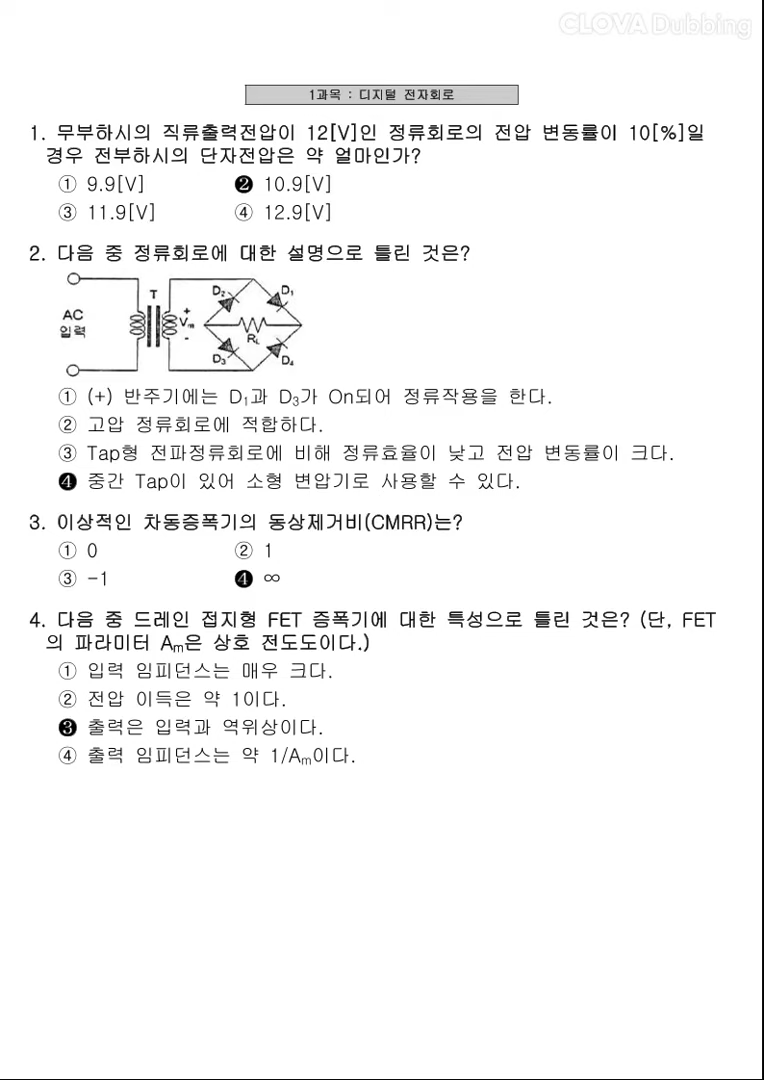 CLOVA Dubbing
1과목 : 디지털 전자회로
1. 무부하시의 직류출력전압이 12[V]인 정류회로의 전압 변동률이 10[%]일
경우 전부하시의 단자전압은 약 얼마인가?
① 9.9[V] ❷ 10.9[V]
③ 11.9[V] ④ 12.9[V]
2. 다음 중 정류회로에 대한 설명으로 틀린 것은?
T D₂ D₁
AC
입력
+
Vm
-
RL
D₃ D₄
① (+) 반주기에는 D₁과 D₃가 On되어 정류작용을 한다.
② 고압 정류회로에 적합하다.
③ Tap형 전파정류회로에 비해 정류효율이 낮고 전압 변동률이 크다.
❹ 중간 Tap이 있어 소형 변압기로 사용할 수 있다.
3. 이상적인 차동증폭기의 동상제거비(CMRR)는?
① 0 ② 1
③ -1 ❹ ∞
4. 다음 중 드레인 접지형 FET 증폭기에 대한 특성으로 틀린 것은? (단, FET
의 파라미터 Aₘ은 상호 전도도이다.)
① 입력 임피던스는 매우 크다.
② 전압 이득은 약 1이다.
❸ 출력은 입력과 역위상이다.
④ 출력 임피던스는 약 1/Aₘ이다.